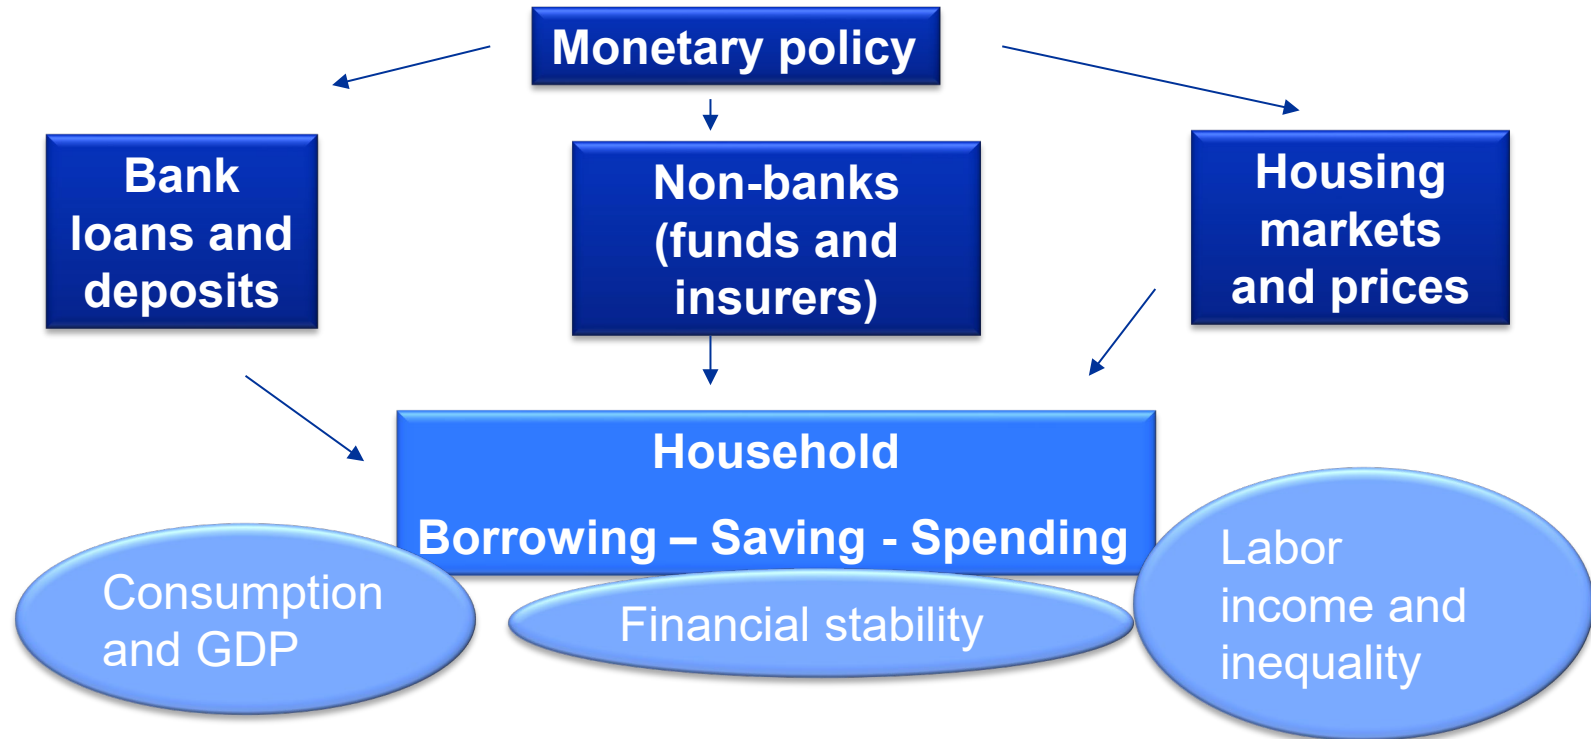 Monetary policy
Bank
loans and
deposits
Non-banks
(funds and
insurers)
Housing
markets
and prices
Household
Borrowing – Saving - Spending
Consumption
and GDP
Financial stability
Labor
income and
inequality